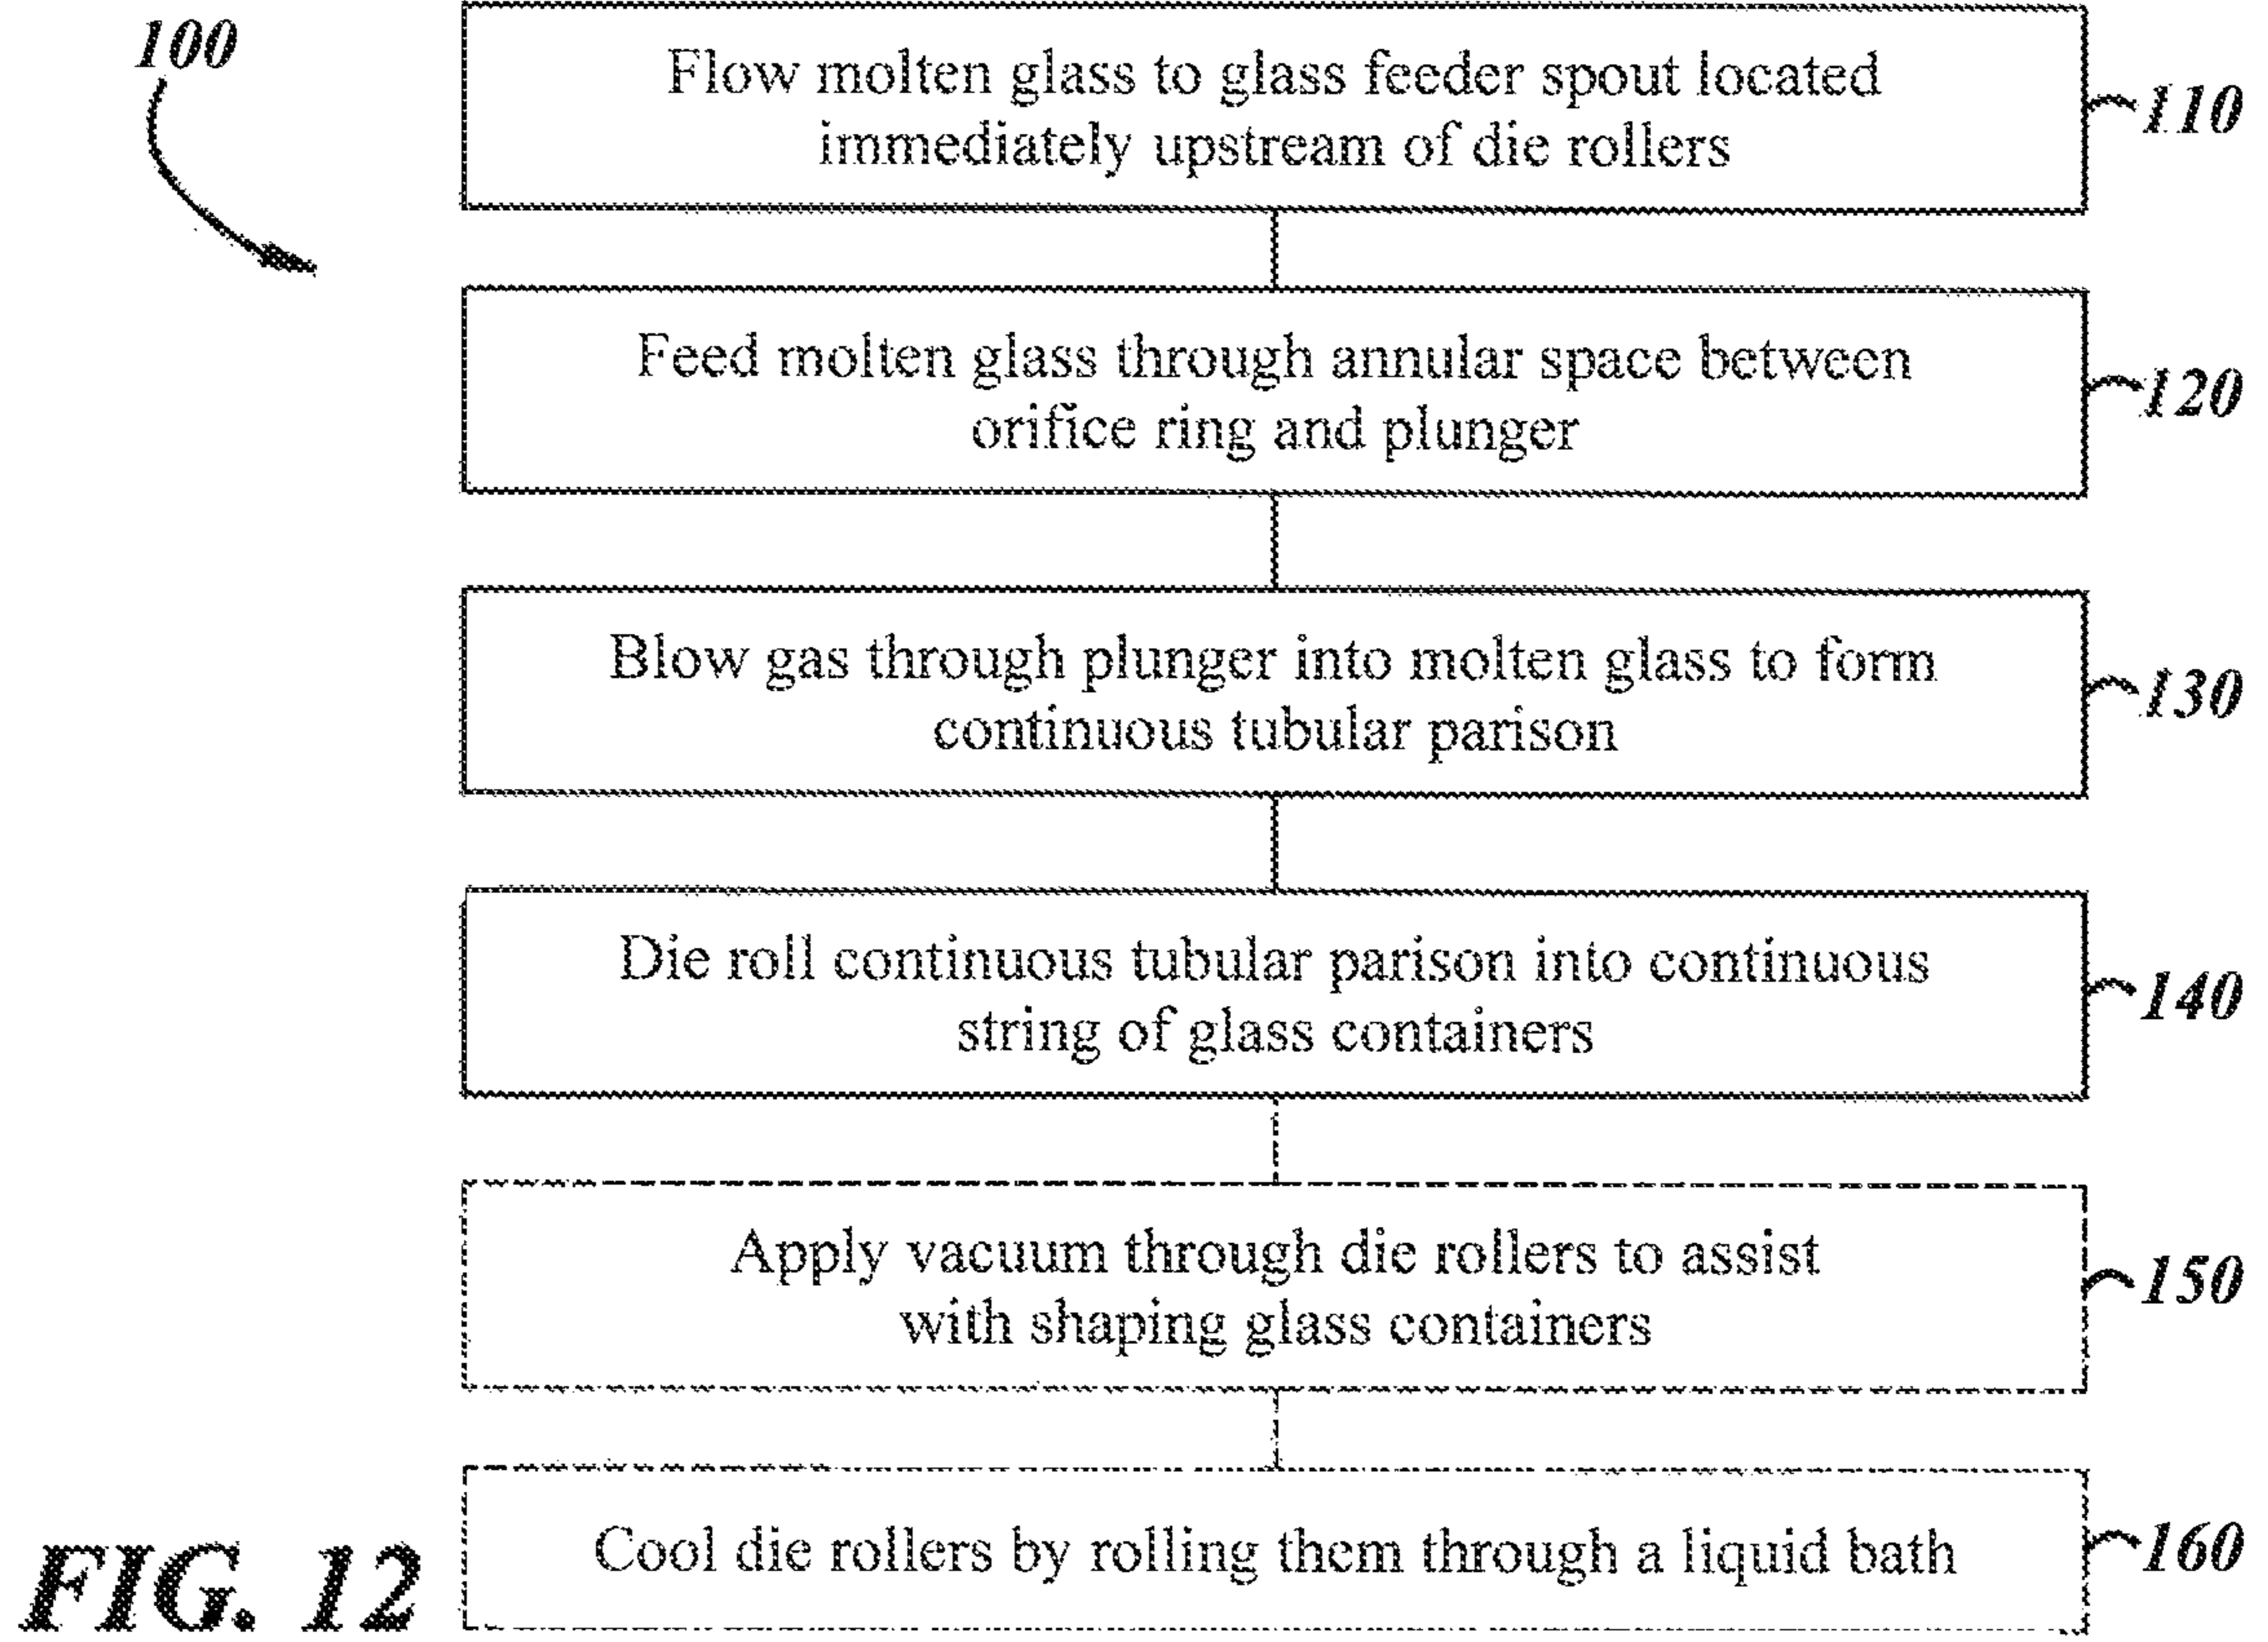 100
Flow molten glass to glass feeder spout located
immediately upstream of die rollers
110
Feed molten glass through annular space between
orifice ring and plunger
120
Blow gas through plunger into molten glass to form
continuous tubular parison
130
Die roll continuous tubular parison into continuous
string of glass containers
140
Apply vacuum through die rollers to assist
with shaping glass containers
150
Cool die rollers by rolling them through a liquid bath
160
FIG. 12